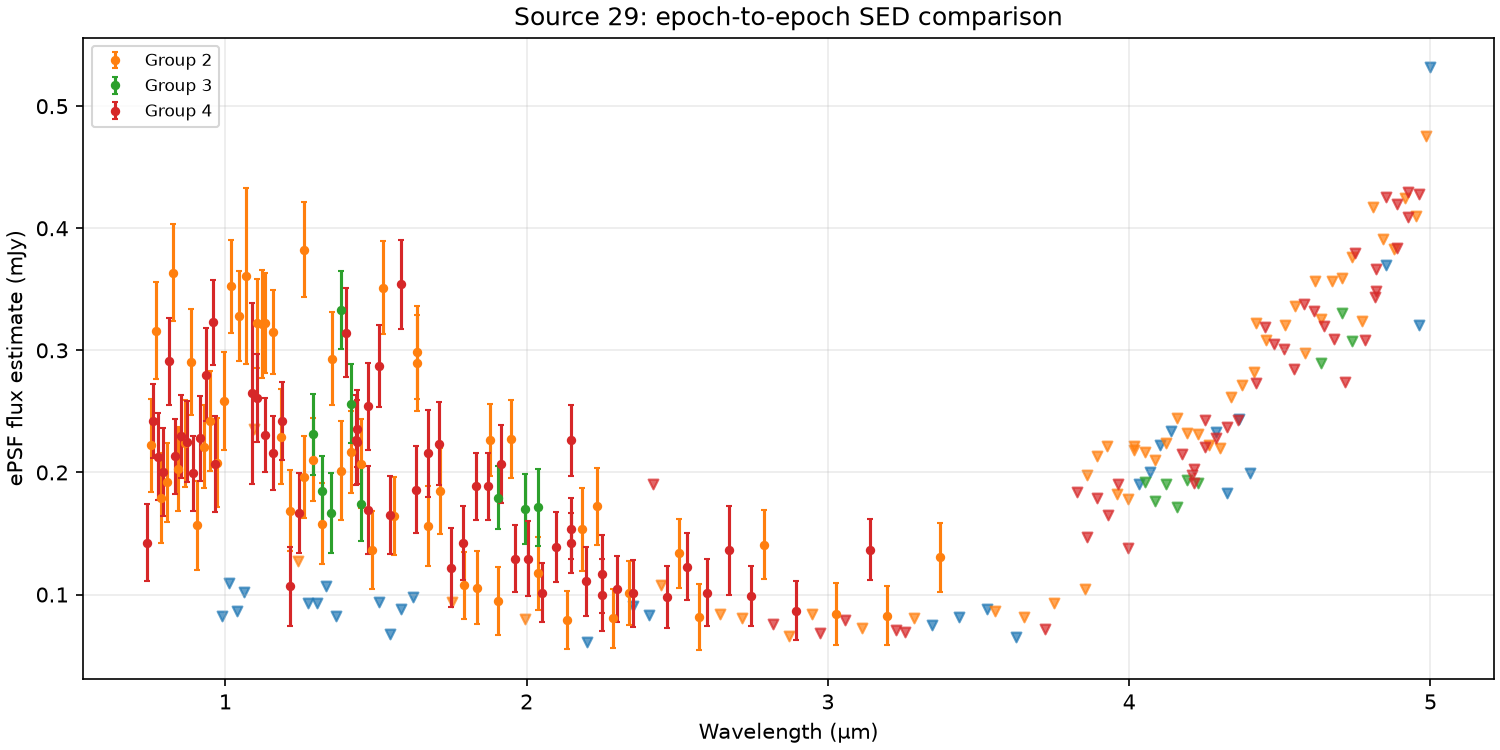 Source 29: epoch-to-epoch SED comparison
Group 2
Group 3
Group 4
0.5
0.4
0.3
0.2
0.1
ePSF flux estimate (mJy)
1 2 3 4 5
Wavelength (μm)